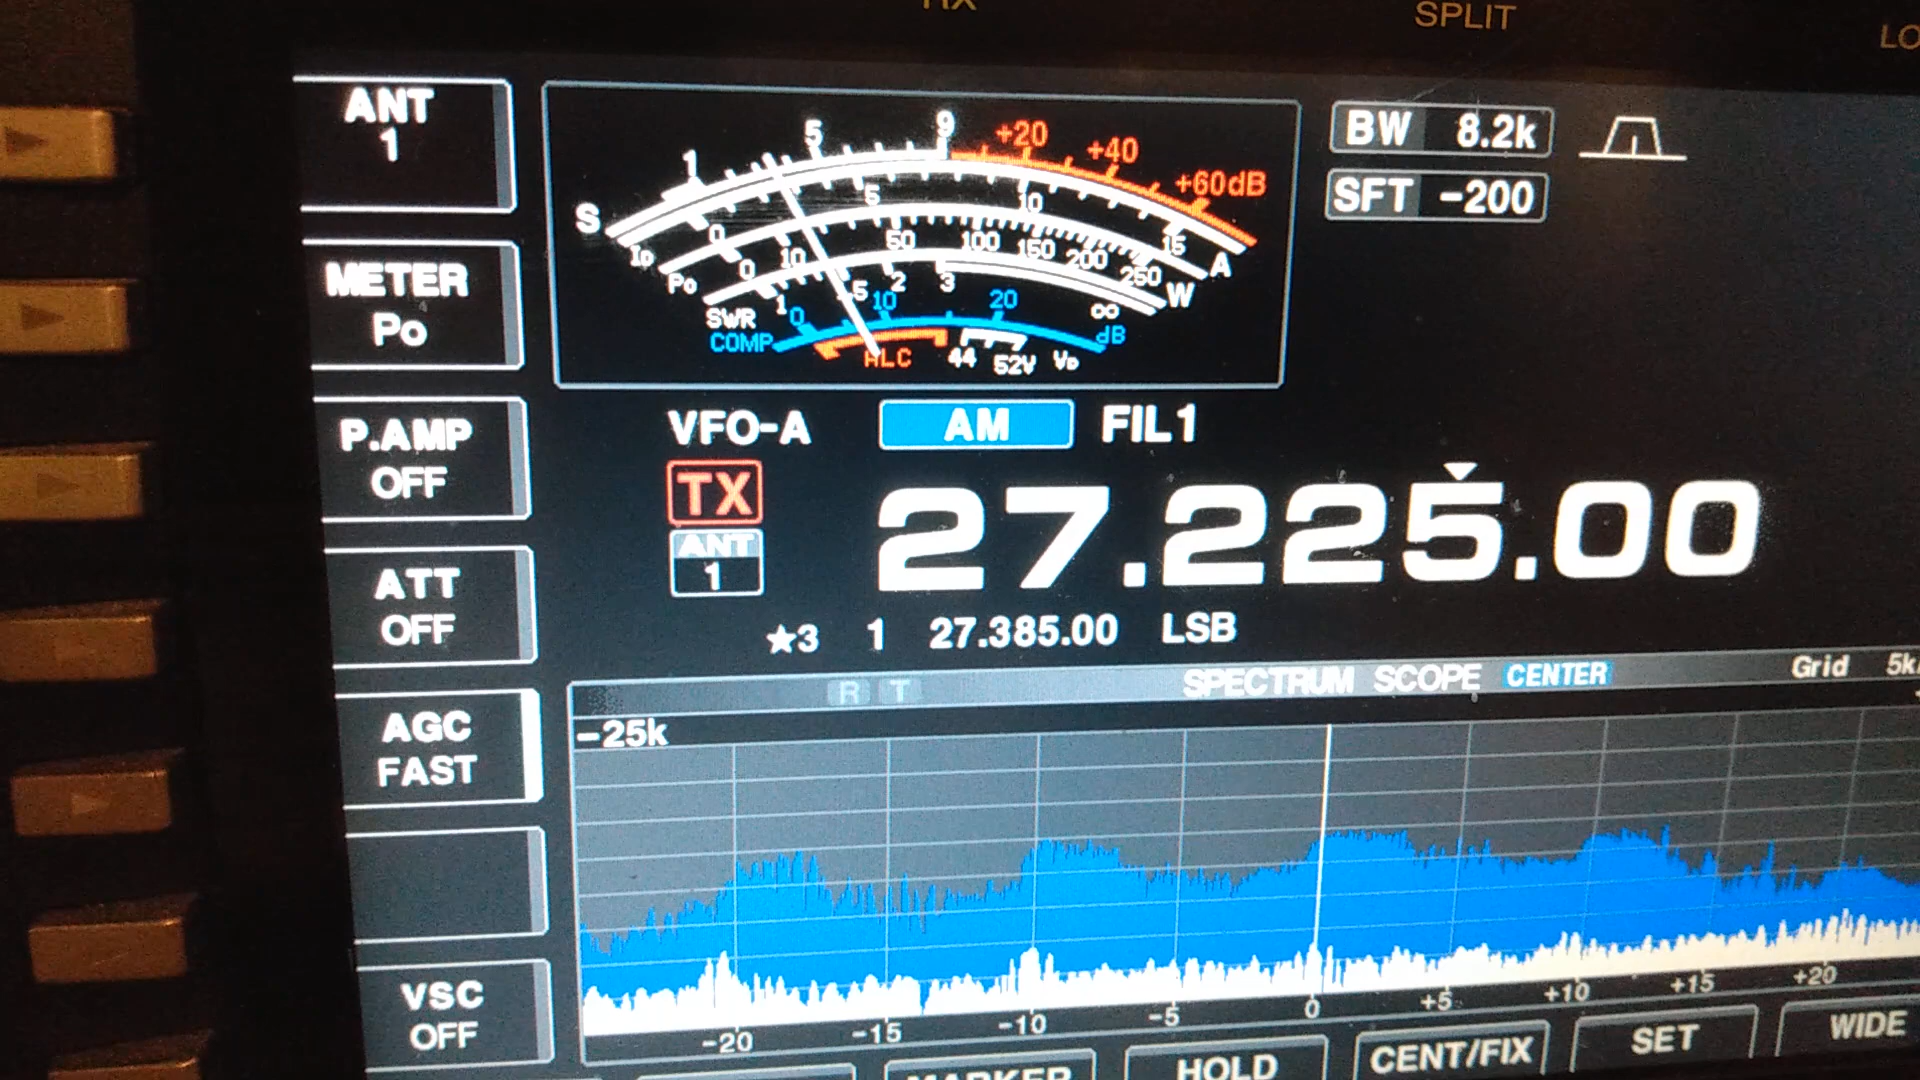 RX
SPLIT
LO
ANT
1
METER
Po
P.AMP
OFF
ATT
OFF
AGC
FAST
VSC
OFF
S 1 5 9 +20 +40 +60dB
ID 0 5 10 15 A
Po 0 10 50 100 150 200 250 W
SWR 1 1.5 2 3 ∞
COMP 0 10 20 dB
ALC 44 52V VD
BW 8.2k
SFT -200
VFO-A AM FIL1
TX
ANT
1
27.225.00
★3 1 27.385.00 LSB
R T SPECTRUM SCOPE CENTER Grid
-25k
-20 -15 -10 -5 0 +5 +10 +15 +20
MARKER HOLD CENT/FIX SET WIDE